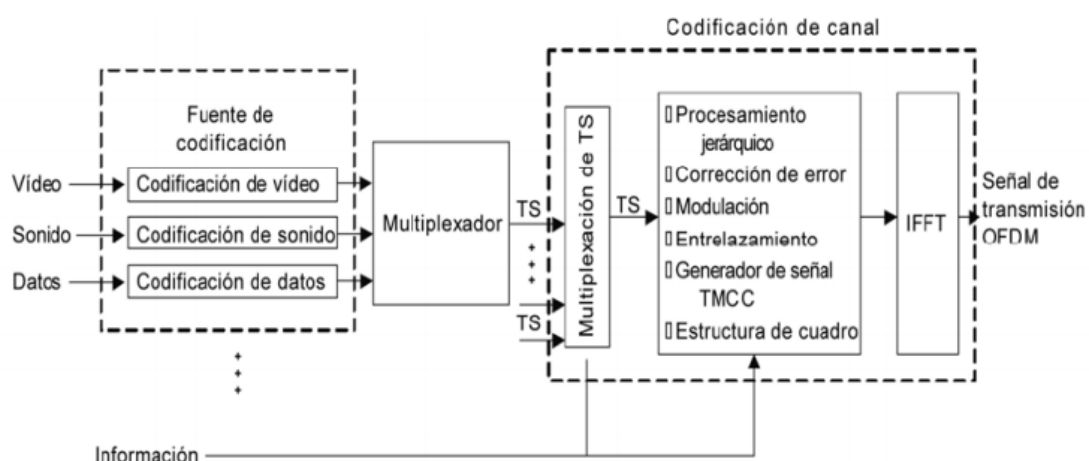 Codificación de canal
Fuente de
codificación
Vídeo
Codificación de vídeo
Sonido
Codificación de sonido
Datos
Codificación de datos
Multiplexador
TS
TS
Multiplexación de TS
TS
Procesamiento
jerárquico
Corrección de error
Modulación
Entrelazamiento
Generador de señal
TMCC
Estructura de cuadro
IFFT
Señal de
transmisión
OFDM
Información